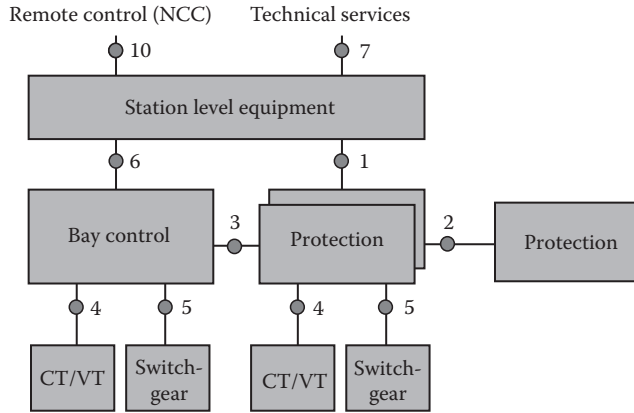 Remote control (NCC)
Technical services
10
7
Station level equipment
6
1
Bay control
3
Protection
2
Protection
4
5
4
5
CT/VT
Switch-
gear
CT/VT
Switch-
gear